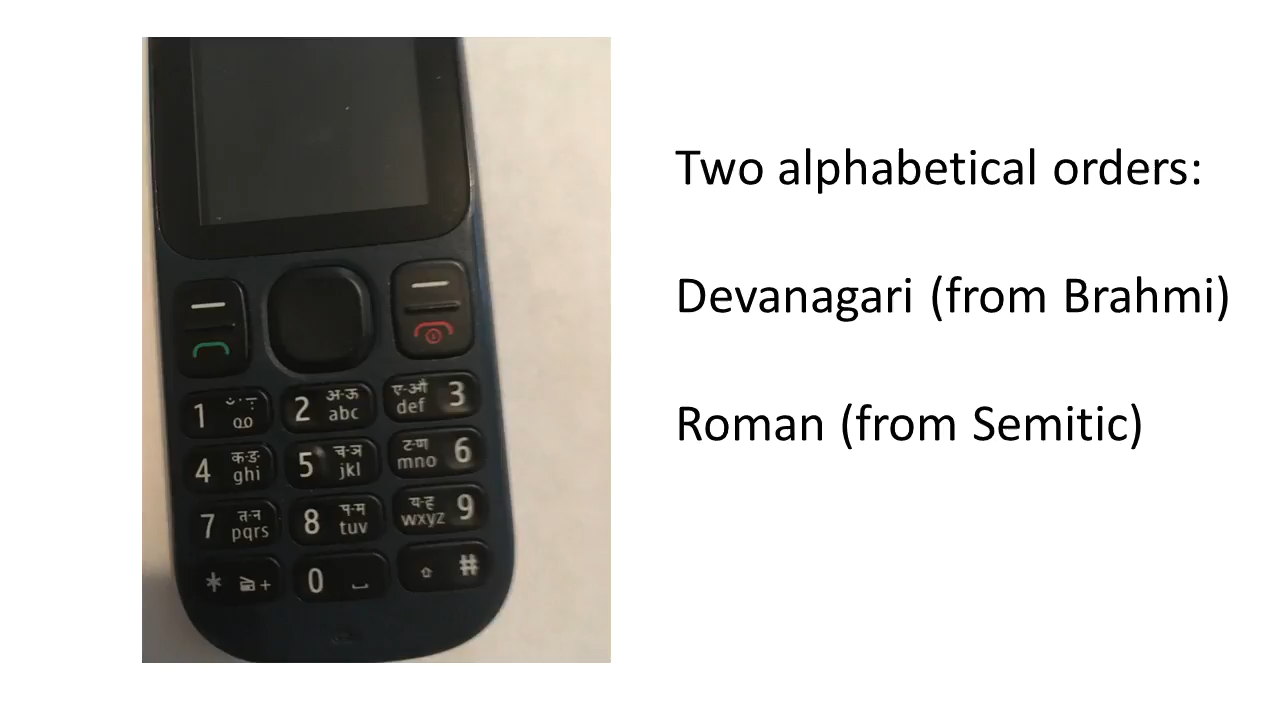 Two alphabetical orders:
Devanagari (from Brahmi)
Roman (from Semitic)
1 ꚙ
2 अ-ऊ abc
ए-औ def 3
4 क-ङ ghi
5 च-ञ jkl
ट-ण mno 6
7 त-न pqrs
8 प-म tuv
य-ह wxyz 9
* +
0
#